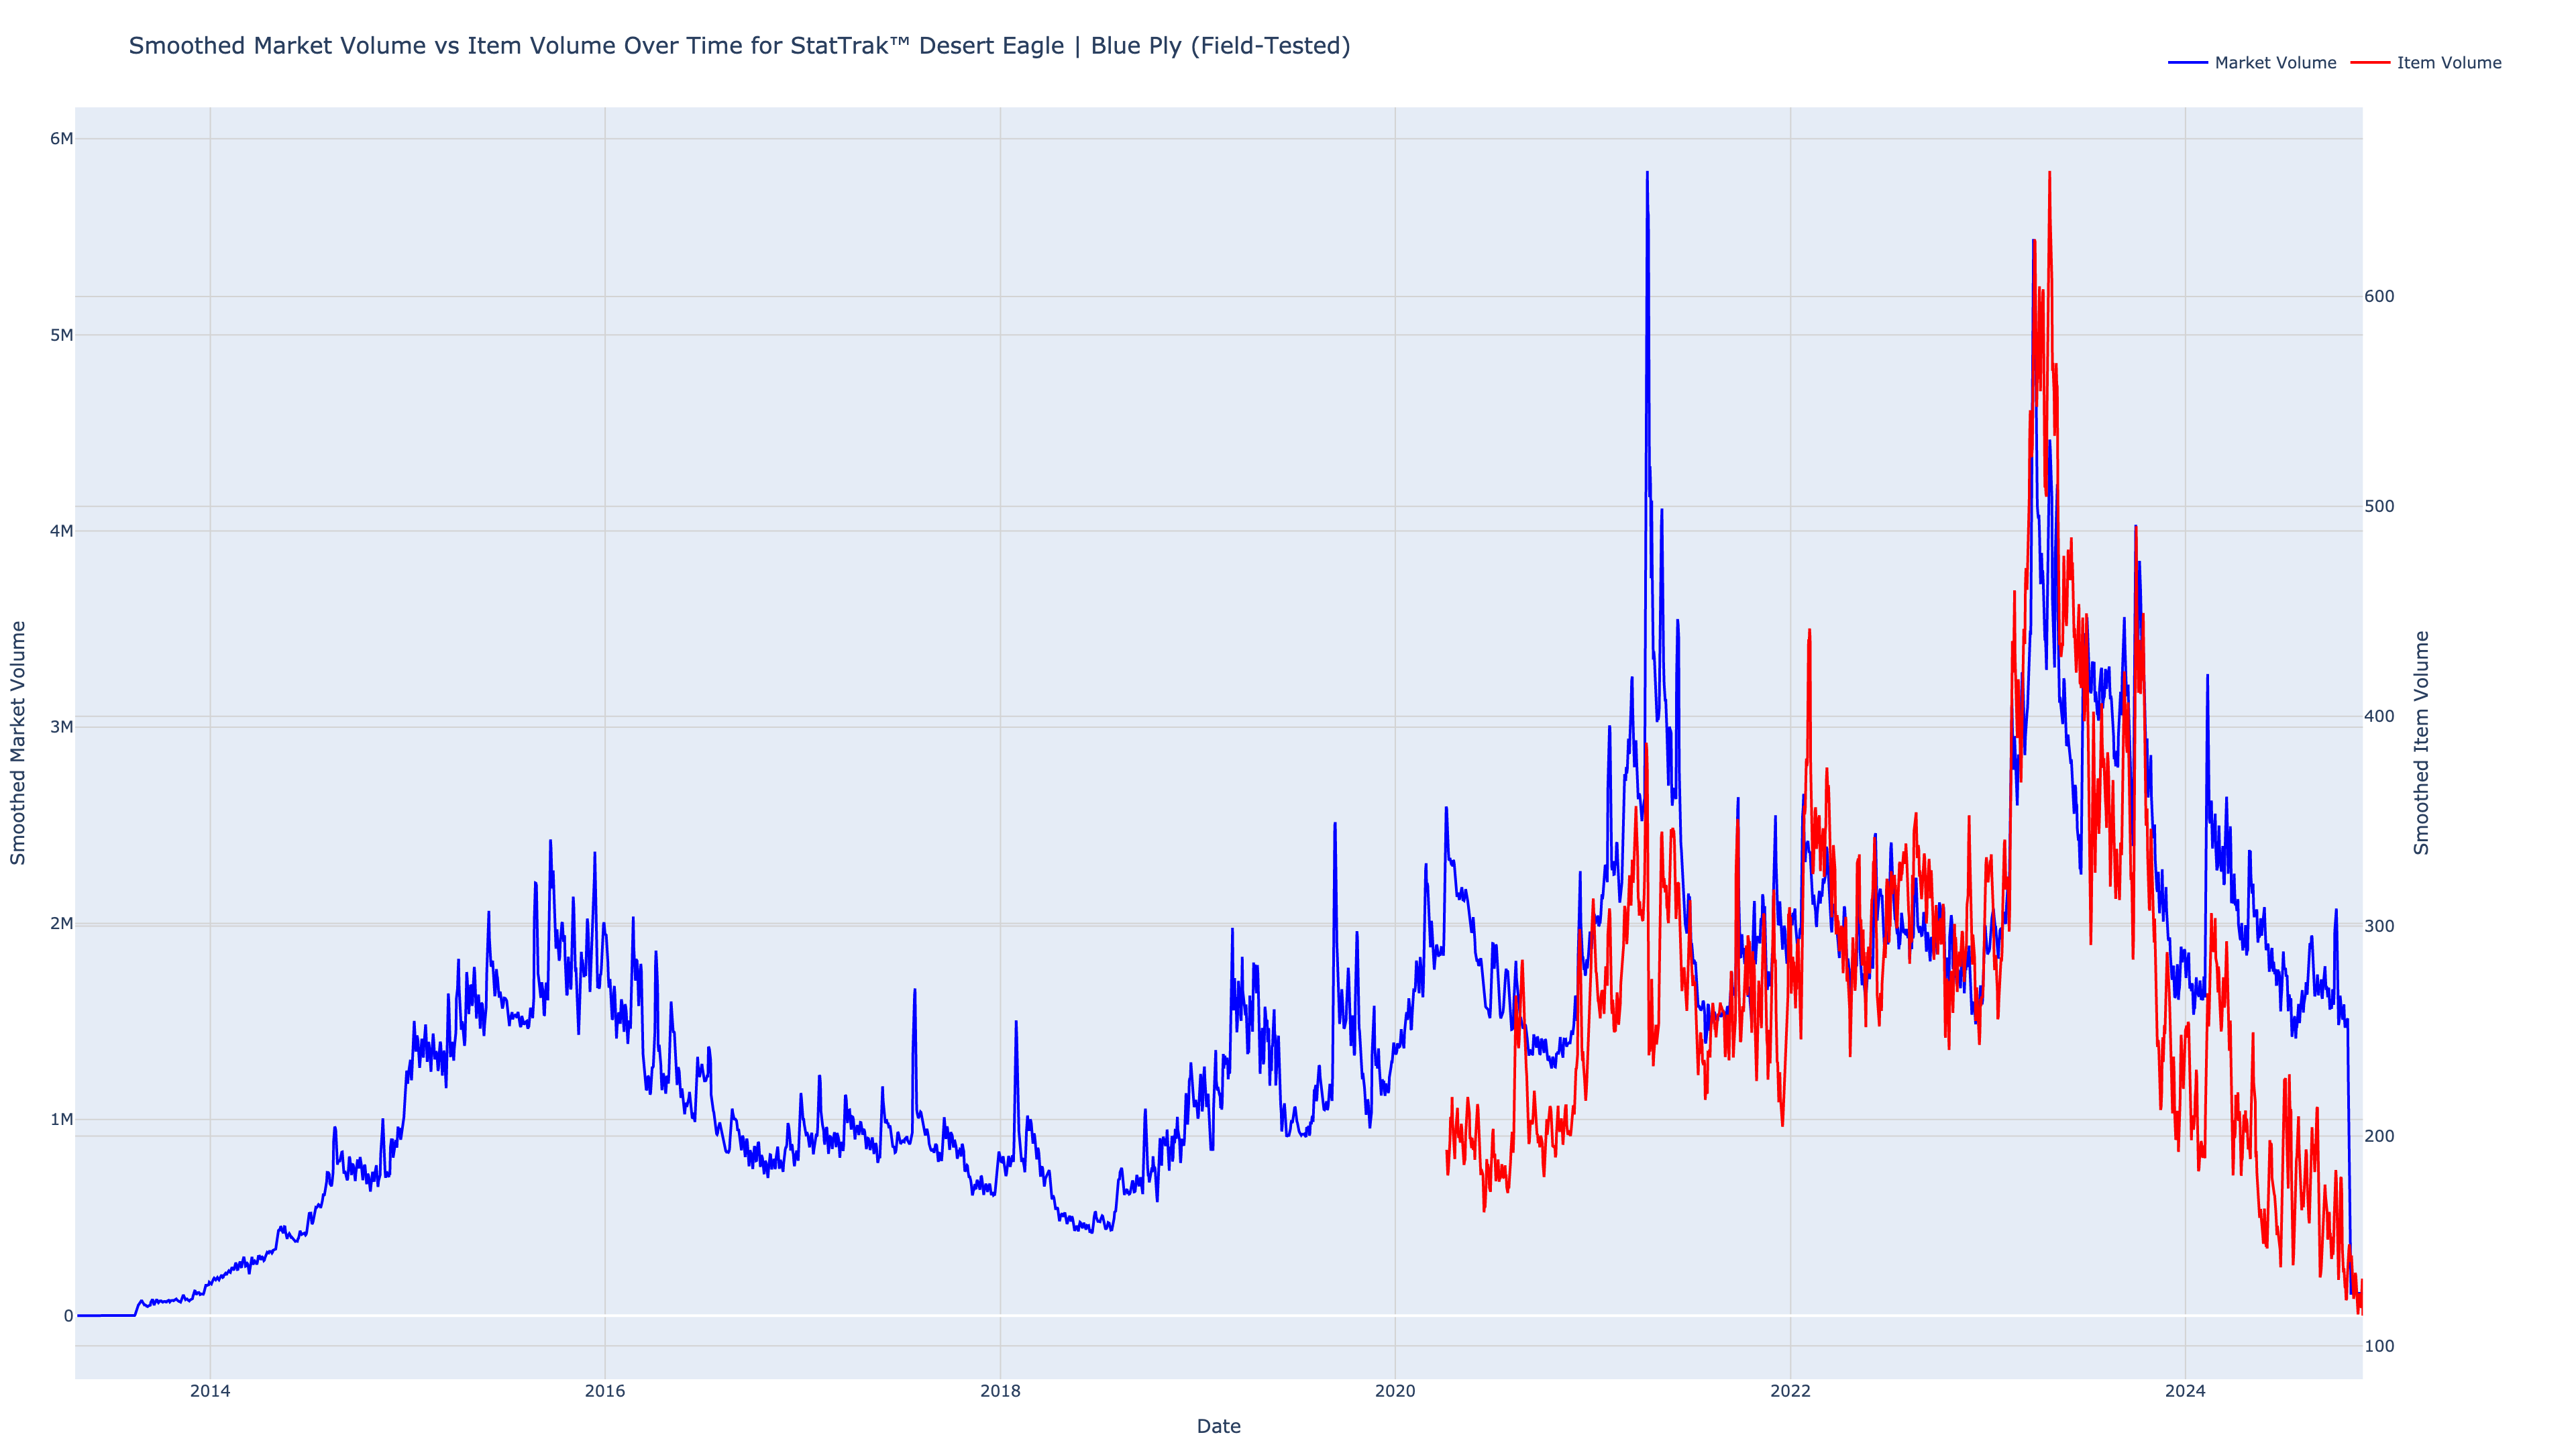 Smoothed Market Volume vs Item Volume Over Time for StatTrak™ Desert Eagle | Blue Ply (Field-Tested)
Market Volume
Item Volume
6M
5M
4M
3M
2M
1M
0
Smoothed Market Volume
600
500
400
300
200
100
Smoothed Item Volume
2014
2016
2018
2020
2022
2024
Date